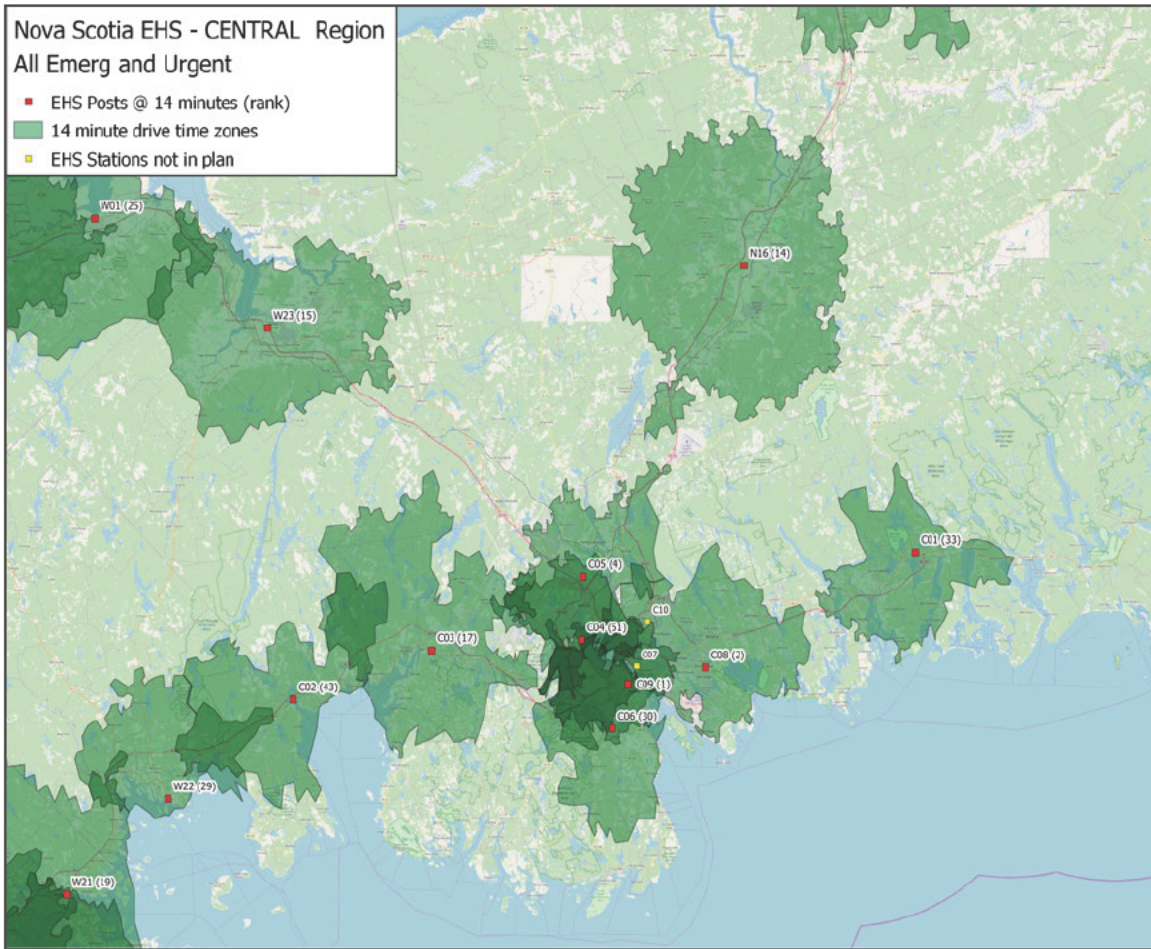 Nova Scotia EHS - CENTRAL Region
All Emerg and Urgent
EHS Posts @ 14 minutes (rank)
14 minute drive time zones
EHS Stations not in plan
W01 (25)
N16 (14)
W23 (15)
C01 (33)
C05 (4)
C10
C04 (51)
C03 (17)
C07
C08 (2)
C09 (1)
C02 (43)
C06 (30)
W22 (29)
W21 (19)